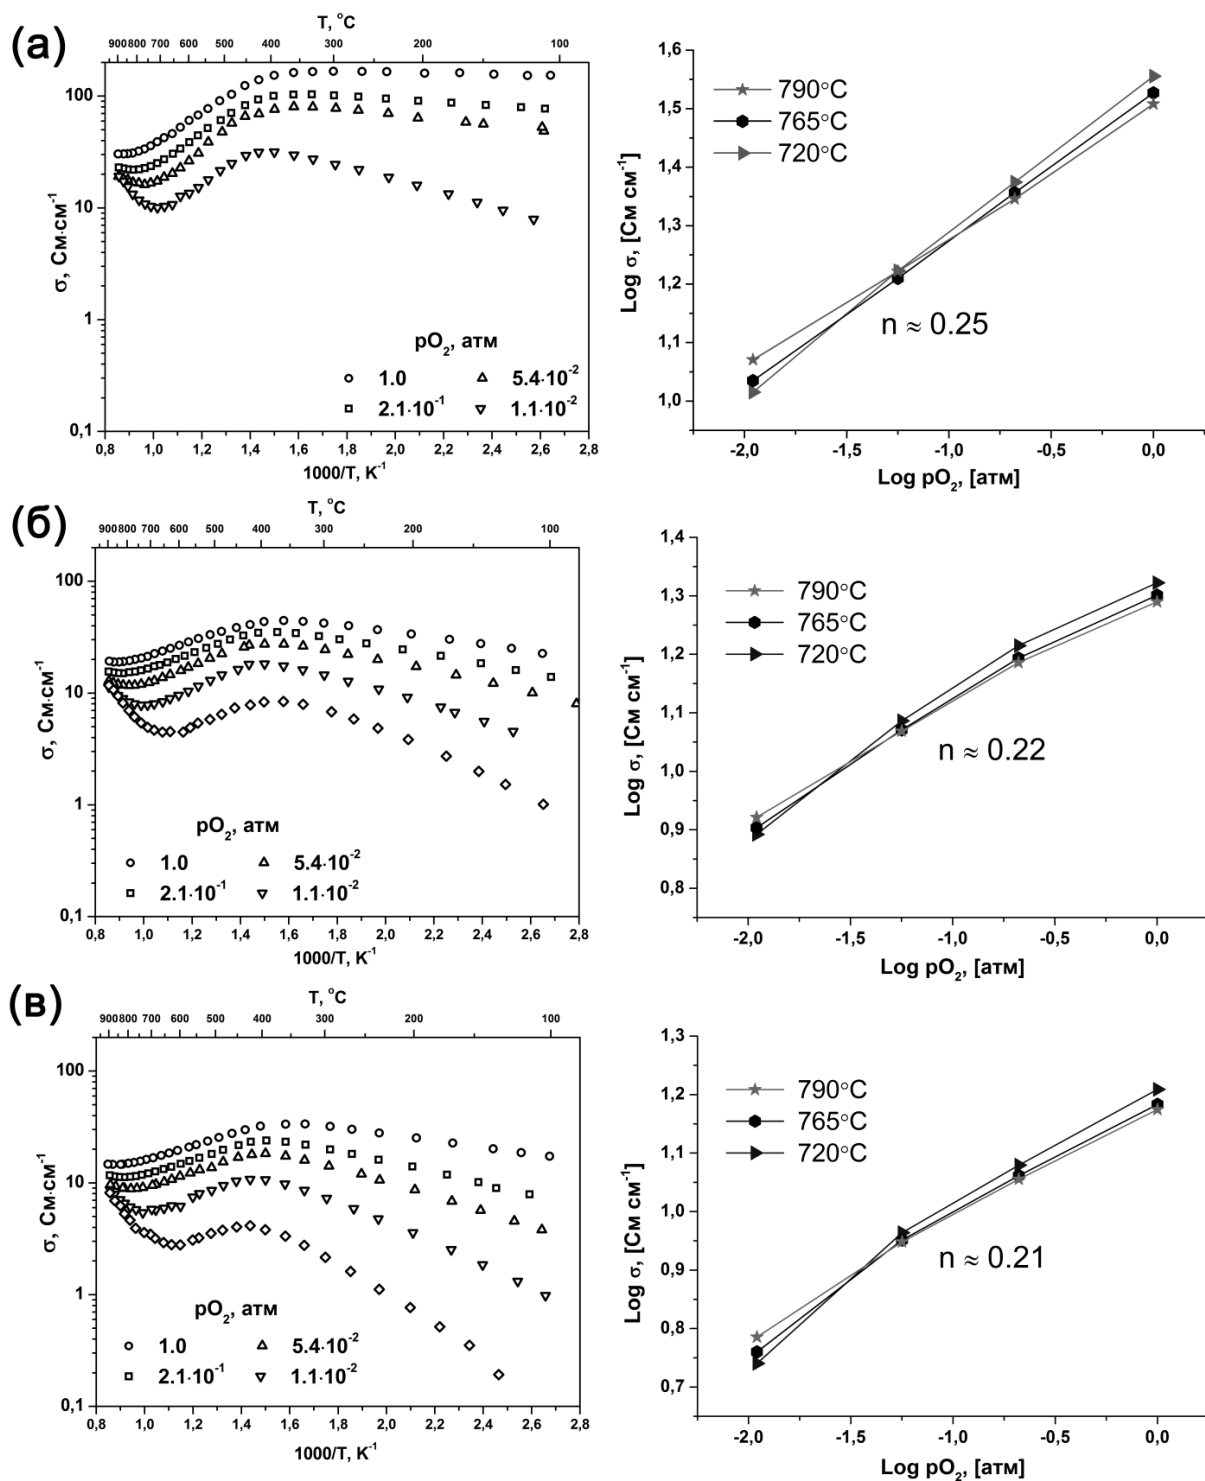 (а)
T, °C
900 800 700 600 500 400 300 200 100
100
10
1
0,1
σ, См·см⁻¹
pO₂, атм
1.0 5.4·10⁻²
2.1·10⁻¹ 1.1·10⁻²
0,8 1,0 1,2 1,4 1,6 1,8 2,0 2,2 2,4 2,6 2,8
1000/T, K⁻¹
1,6
1,5
1,4
1,3
1,2
1,1
1,0
Log σ, [См см⁻¹]
790°C
765°C
720°C
n ≈ 0.25
-2,0 -1,5 -1,0 -0,5 0,0
Log pO₂, [атм]
(б)
T, °C
900 800 700 600 500 400 300 200 100
100
10
1
0,1
σ, См·см⁻¹
pO₂, атм
1.0 5.4·10⁻²
2.1·10⁻¹ 1.1·10⁻²
0,8 1,0 1,2 1,4 1,6 1,8 2,0 2,2 2,4 2,6 2,8
1000/T, K⁻¹
1,4
1,3
1,2
1,1
1,0
0,9
0,8
Log σ, [См см⁻¹]
790°C
765°C
720°C
n ≈ 0.22
-2,0 -1,5 -1,0 -0,5 0,0
Log pO₂, [атм]
(в)
T, °C
900 800 700 600 500 400 300 200 100
100
10
1
0,1
σ, См·см⁻¹
pO₂, атм
1.0 5.4·10⁻²
2.1·10⁻¹ 1.1·10⁻²
0,8 1,0 1,2 1,4 1,6 1,8 2,0 2,2 2,4 2,6 2,8
1000/T, K⁻¹
1,3
1,2
1,1
1,0
0,9
0,8
0,7
Log σ, [См см⁻¹]
790°C
765°C
720°C
n ≈ 0.21
-2,0 -1,5 -1,0 -0,5 0,0
Log pO₂, [атм]